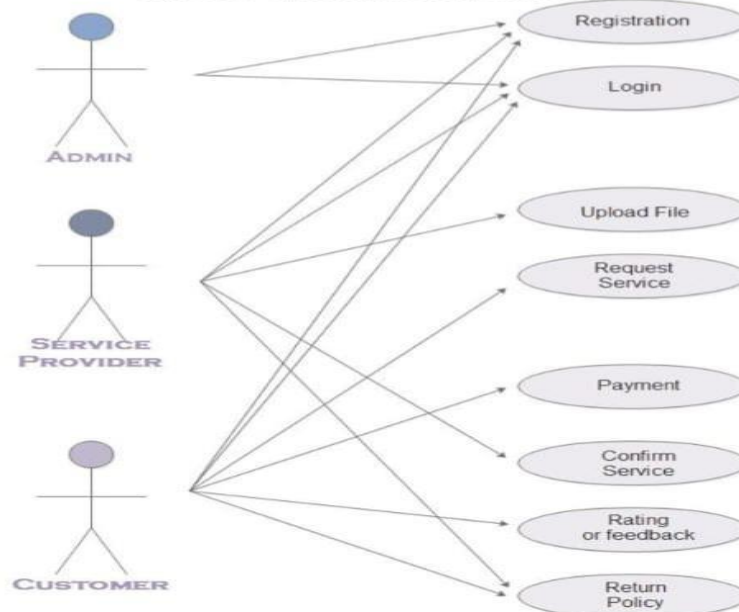 Registration
Login
ADMIN
Upload File
Request
Service
SERVICE
PROVIDER
Payment
Confirm
Service
Rating
or feedback
CUSTOMER
Return
Policy